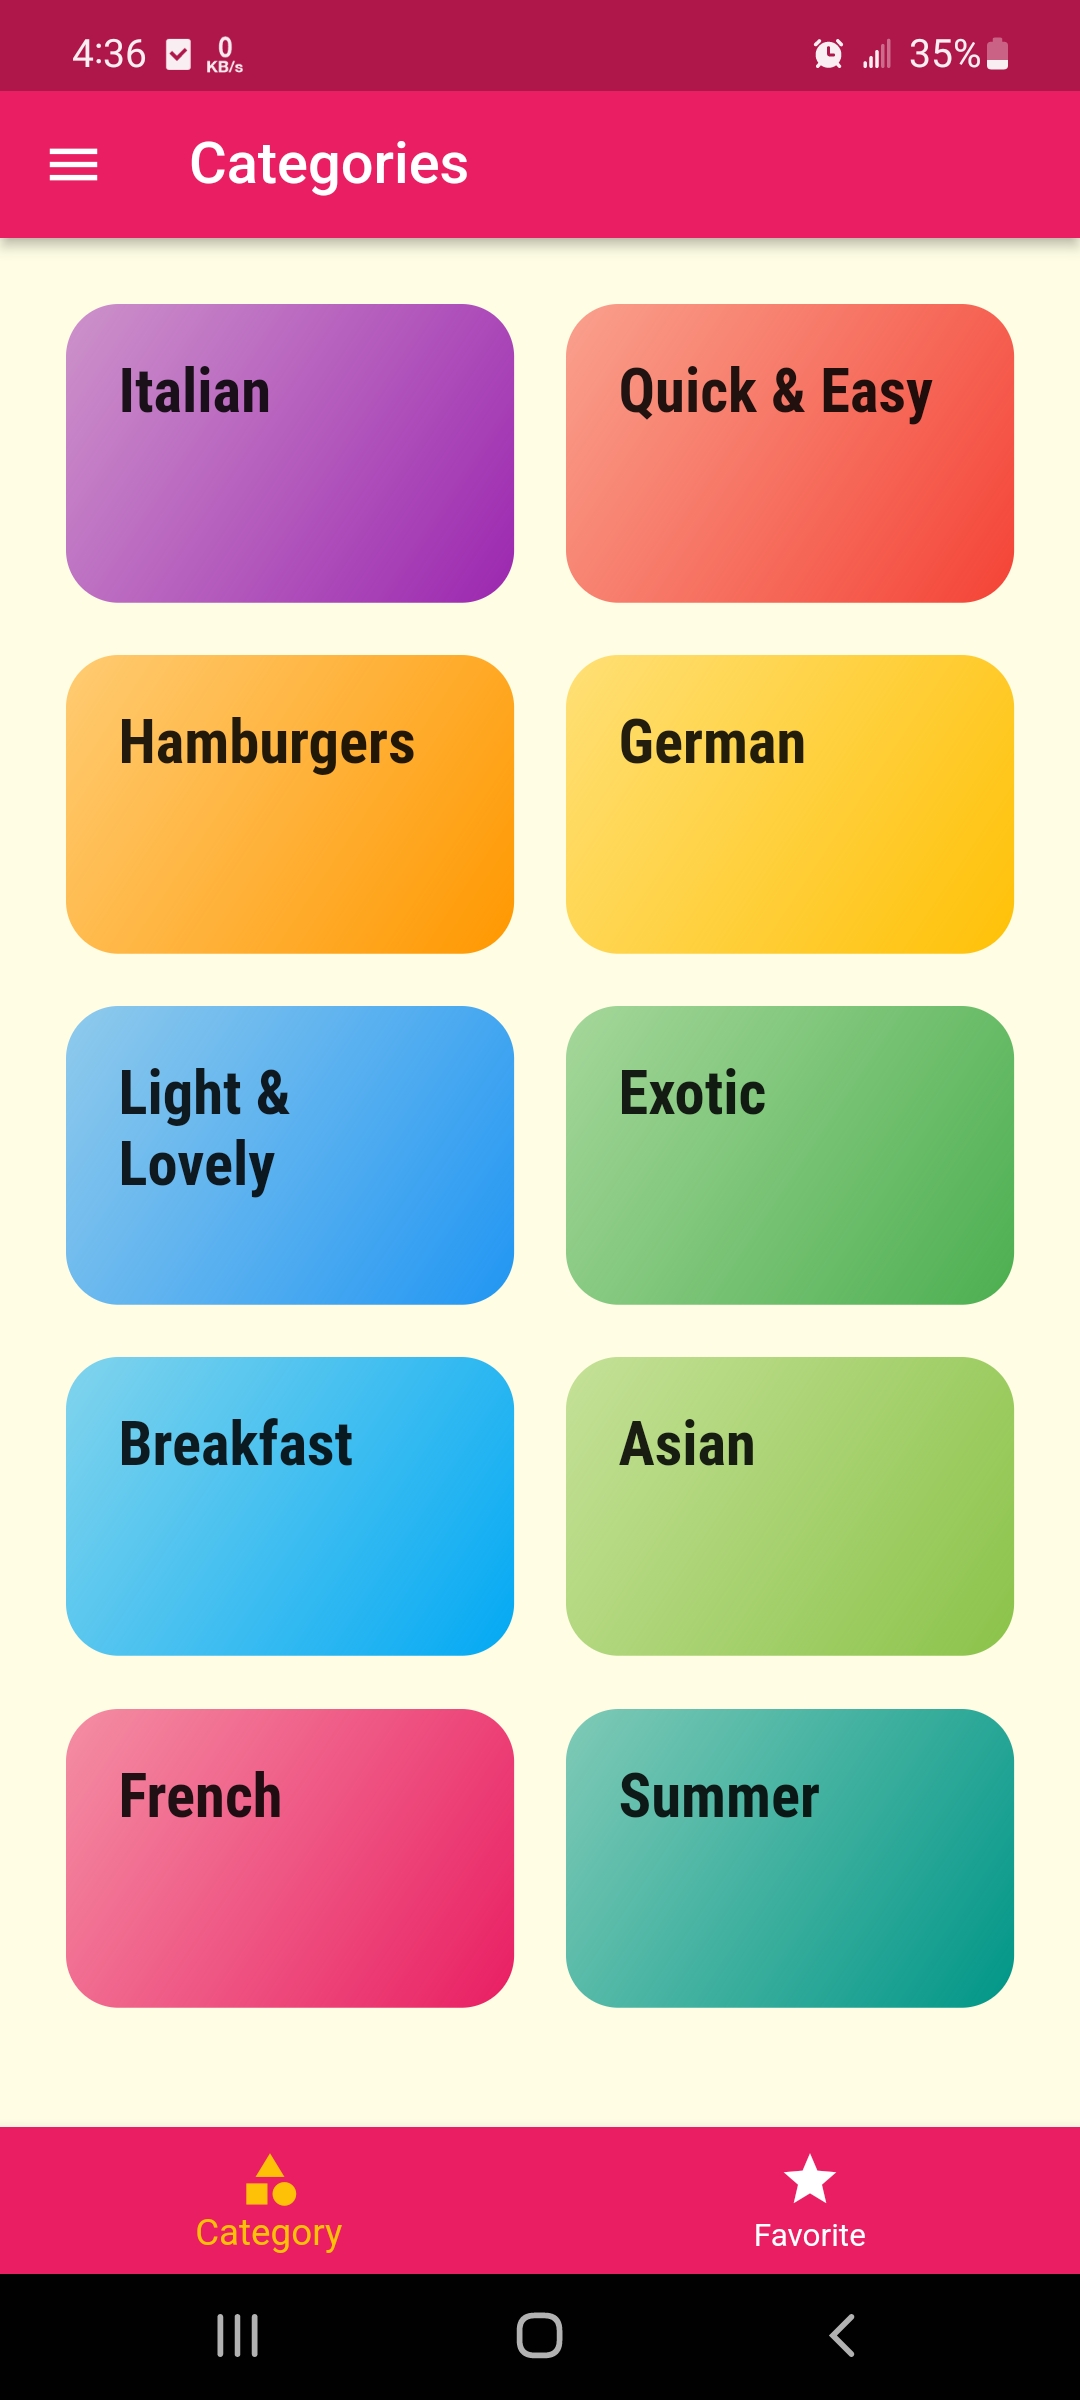 4:36
0
KB/s
35%
Categories
Italian
Quick & Easy
Hamburgers
German
Light &
Lovely
Exotic
Breakfast
Asian
French
Summer
Category
Favorite